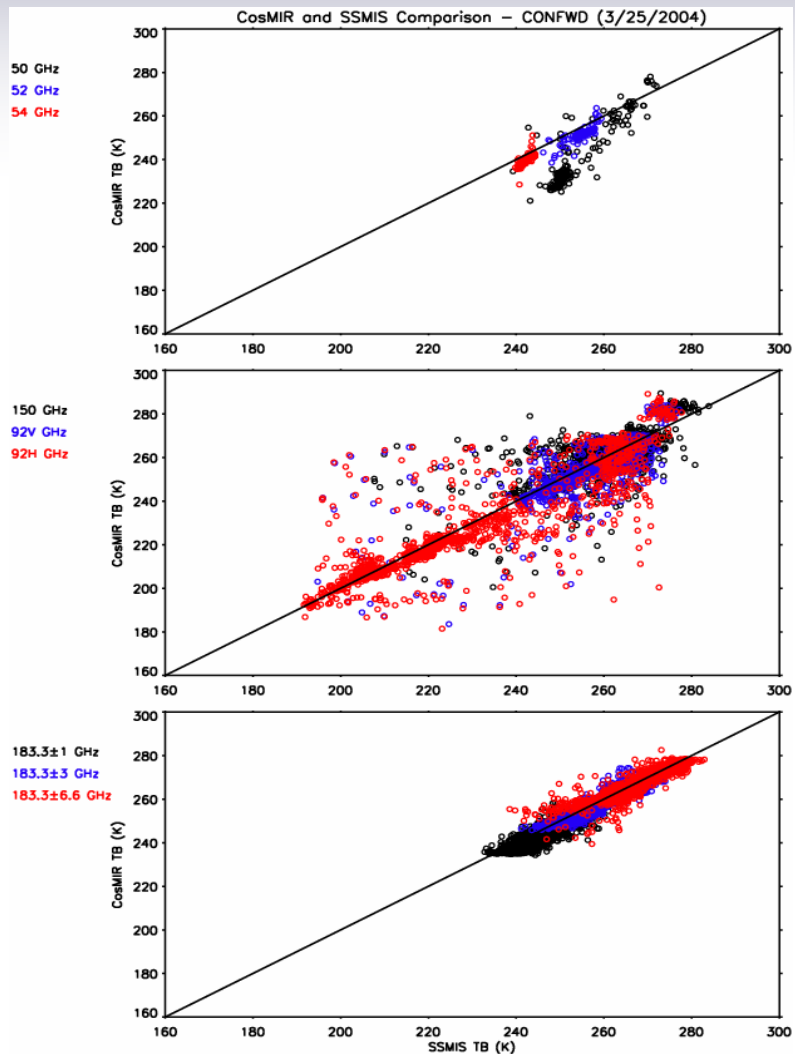 CosMIR and SSMIS Comparison - CONFWD (3/25/2004)
50 GHz
52 GHz
54 GHz
CosMIR TB (K)
300
280
260
240
220
200
180
160
160 180 200 220 240 260 280 300
150 GHz
92V GHz
92H GHz
CosMIR TB (K)
300
280
260
240
220
200
180
160
160 180 200 220 240 260 280 300
183.3±1 GHz
183.3±3 GHz
183.3±6.6 GHz
CosMIR TB (K)
300
280
260
240
220
200
180
160
160 180 200 220 240 260 280 300
SSMIS TB (K)